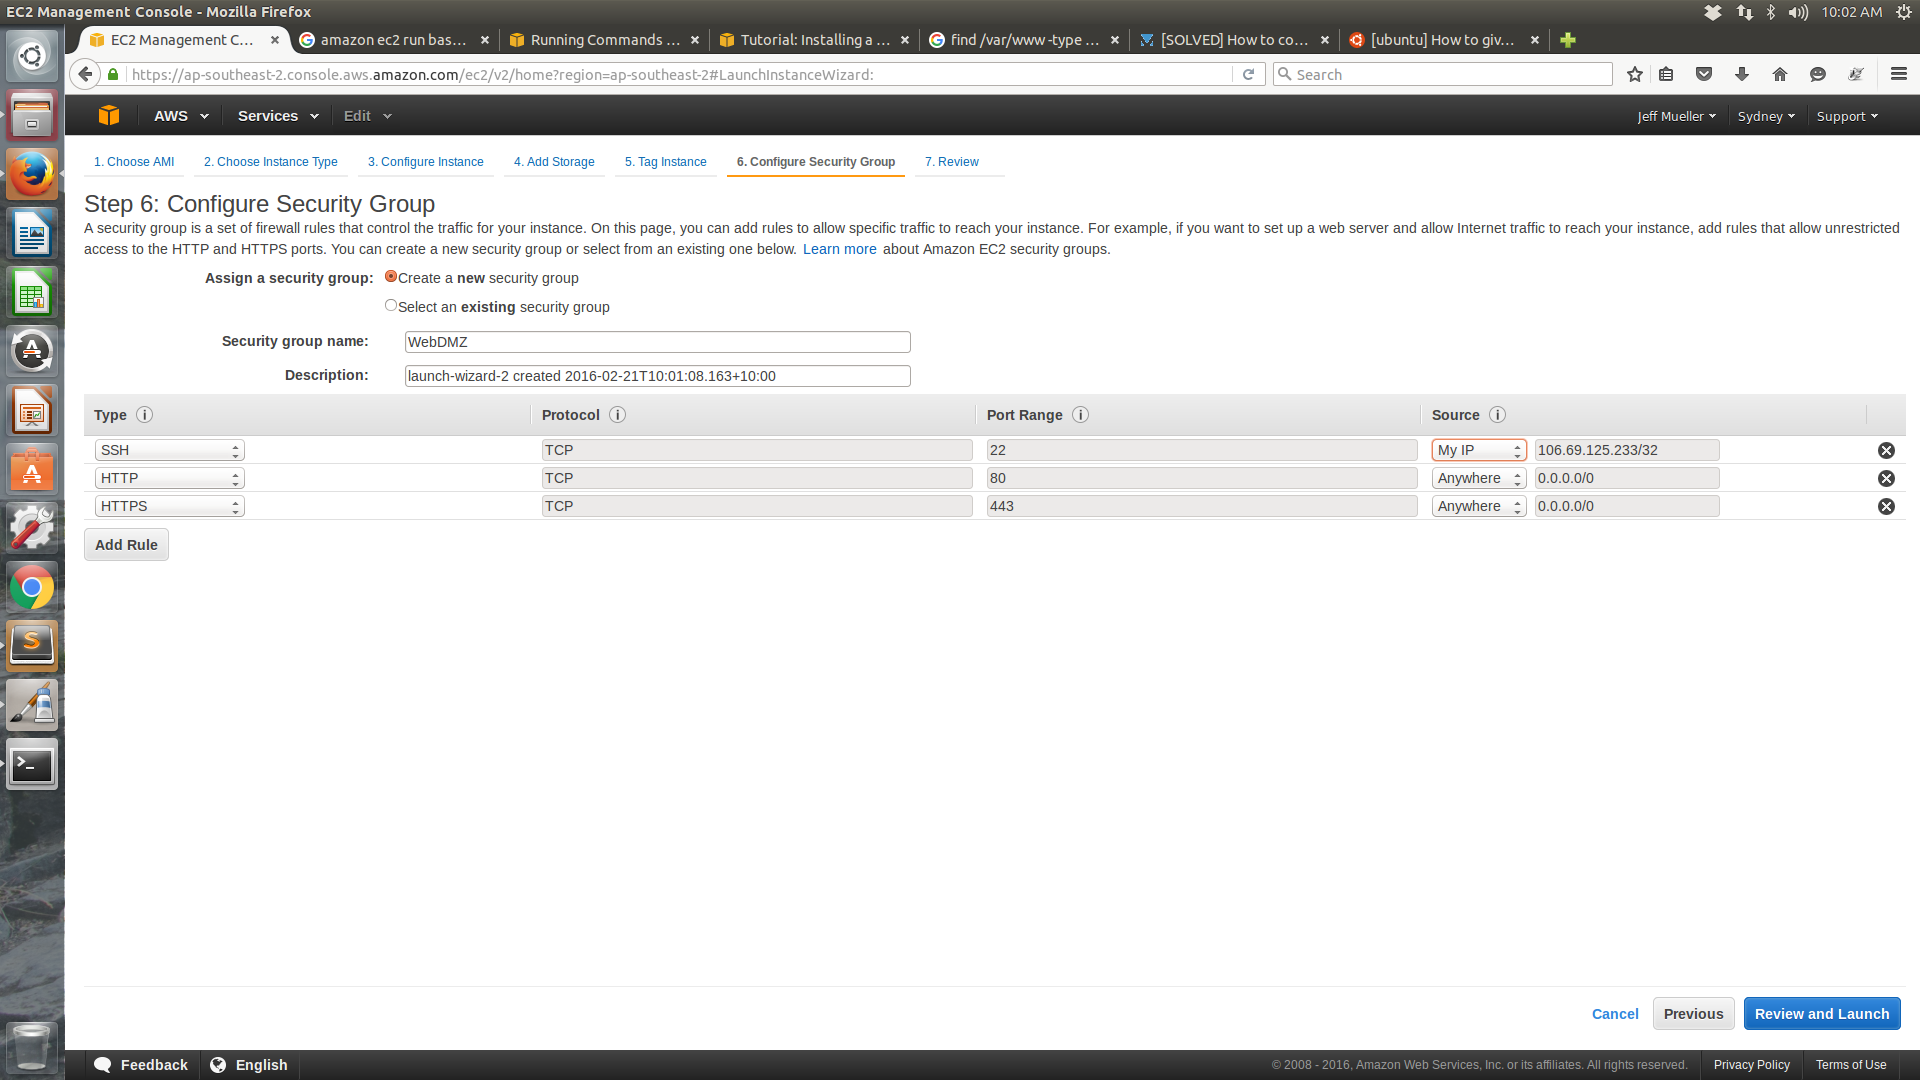 EC2 Management Console - Mozilla Firefox
10:02 AM
EC2 Management C...
amazon ec2 run bas...
Running Commands ...
Tutorial: Installing a ...
find /var/www -type ...
[SOLVED] How to co...
[ubuntu] How to giv...
https://ap-southeast-2.console.aws.amazon.com/ec2/v2/home?region=ap-southeast-2#LaunchInstanceWizard:
Search
AWS
Services
Edit
Jeff Mueller
Sydney
Support
1. Choose AMI
2. Choose Instance Type
3. Configure Instance
4. Add Storage
5. Tag Instance
6. Configure Security Group
7. Review
Step 6: Configure Security Group
A security group is a set of firewall rules that control the traffic for your instance. On this page, you can add rules to allow specific traffic to reach your instance. For example, if you want to set up a web server and allow Internet traffic to reach your instance, add rules that allow unrestricted
access to the HTTP and HTTPS ports. You can create a new security group or select from an existing one below. Learn more about Amazon EC2 security groups.
Assign a security group: Create a new security group
Select an existing security group
Security group name: WebDMZ
Description: launch-wizard-2 created 2016-02-21T10:01:08.163+10:00
Type i Protocol i Port Range i Source i
SSH TCP 22 My IP 106.69.125.233/32
HTTP TCP 80 Anywhere 0.0.0.0/0
HTTPS TCP 443 Anywhere 0.0.0.0/0
Add Rule
Cancel
Previous
Review and Launch
Feedback
English
© 2008 - 2016, Amazon Web Services, Inc. or its affiliates. All rights reserved.
Privacy Policy
Terms of Use